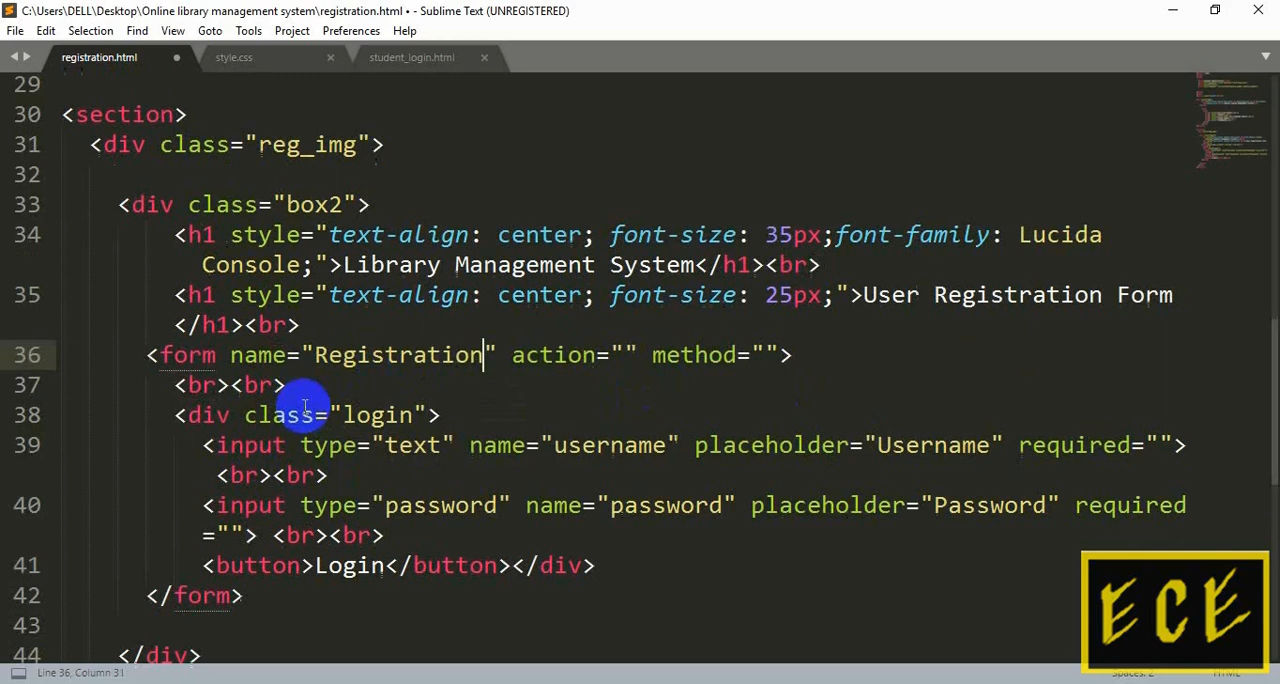 C:\Users\DELL\Desktop\Online library management system\registration.html • - Sublime Text (UNREGISTERED)
File Edit Selection Find View Goto Tools Project Preferences Help
registration.html style.css student_login.html
29
30 <section>
31 <div class="reg_img">
32
33 <div class="box2">
34 <h1 style="text-align: center; font-size: 35px;font-family: Lucida
Console;">Library Management System</h1><br>
35 <h1 style="text-align: center; font-size: 25px;">User Registration Form
</h1><br>
36 <form name="Registration" action="" method="">
37 <br><br>
38 <div class="login">
39 <input type="text" name="username" placeholder="Username" required="">
<br><br>
40 <input type="password" name="password" placeholder="Password" required
=""> <br><br>
41 <button>Login</button></div>
42 </form>
43
44 </div>
ECE
Line 36, Column 31